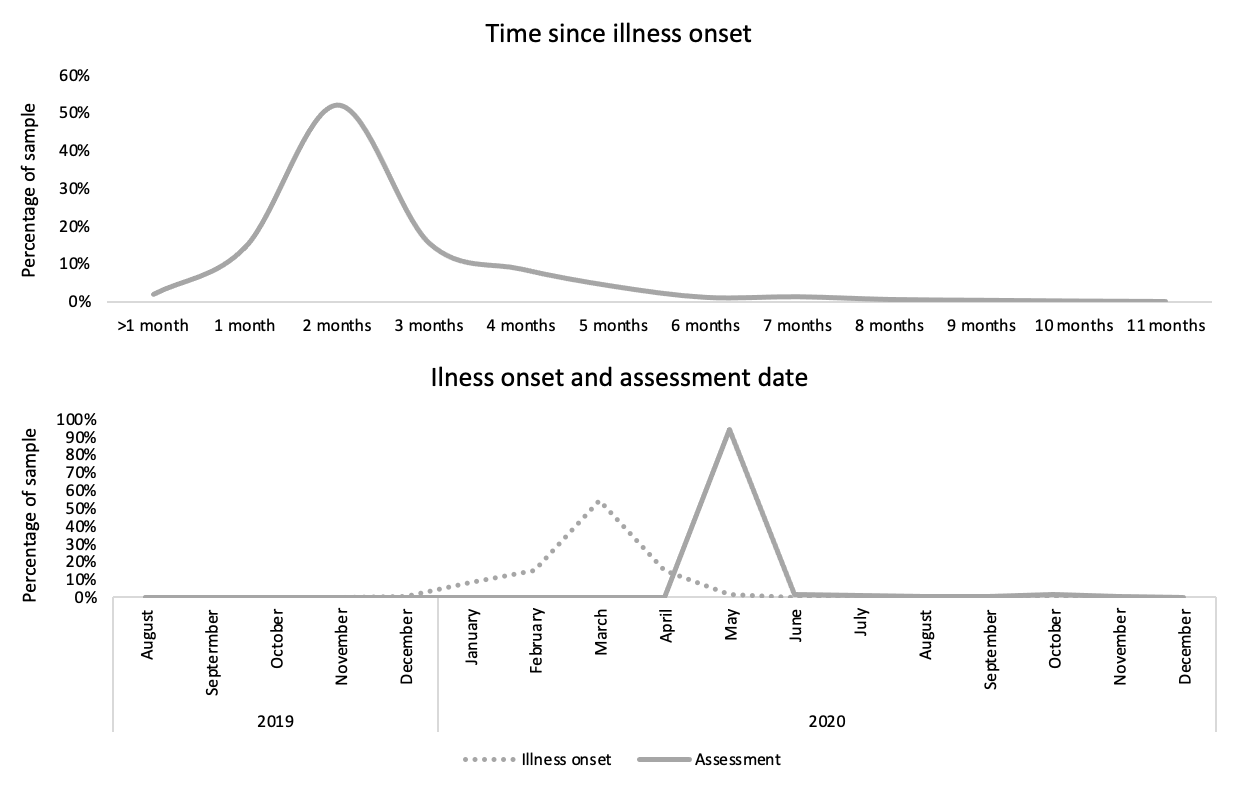 Time since illness onset
Percentage of sample
60%
50%
40%
30%
20%
10%
0%
>1 month 1 month 2 months 3 months 4 months 5 months 6 months 7 months 8 months 9 months 10 months 11 months
Ilness onset and assessment date
Percentage of sample
100%
90%
80%
70%
60%
50%
40%
30%
20%
10%
0%
August Septermber October November December January February March April May June July August September October November December
2019 2020
Illness onset Assessment